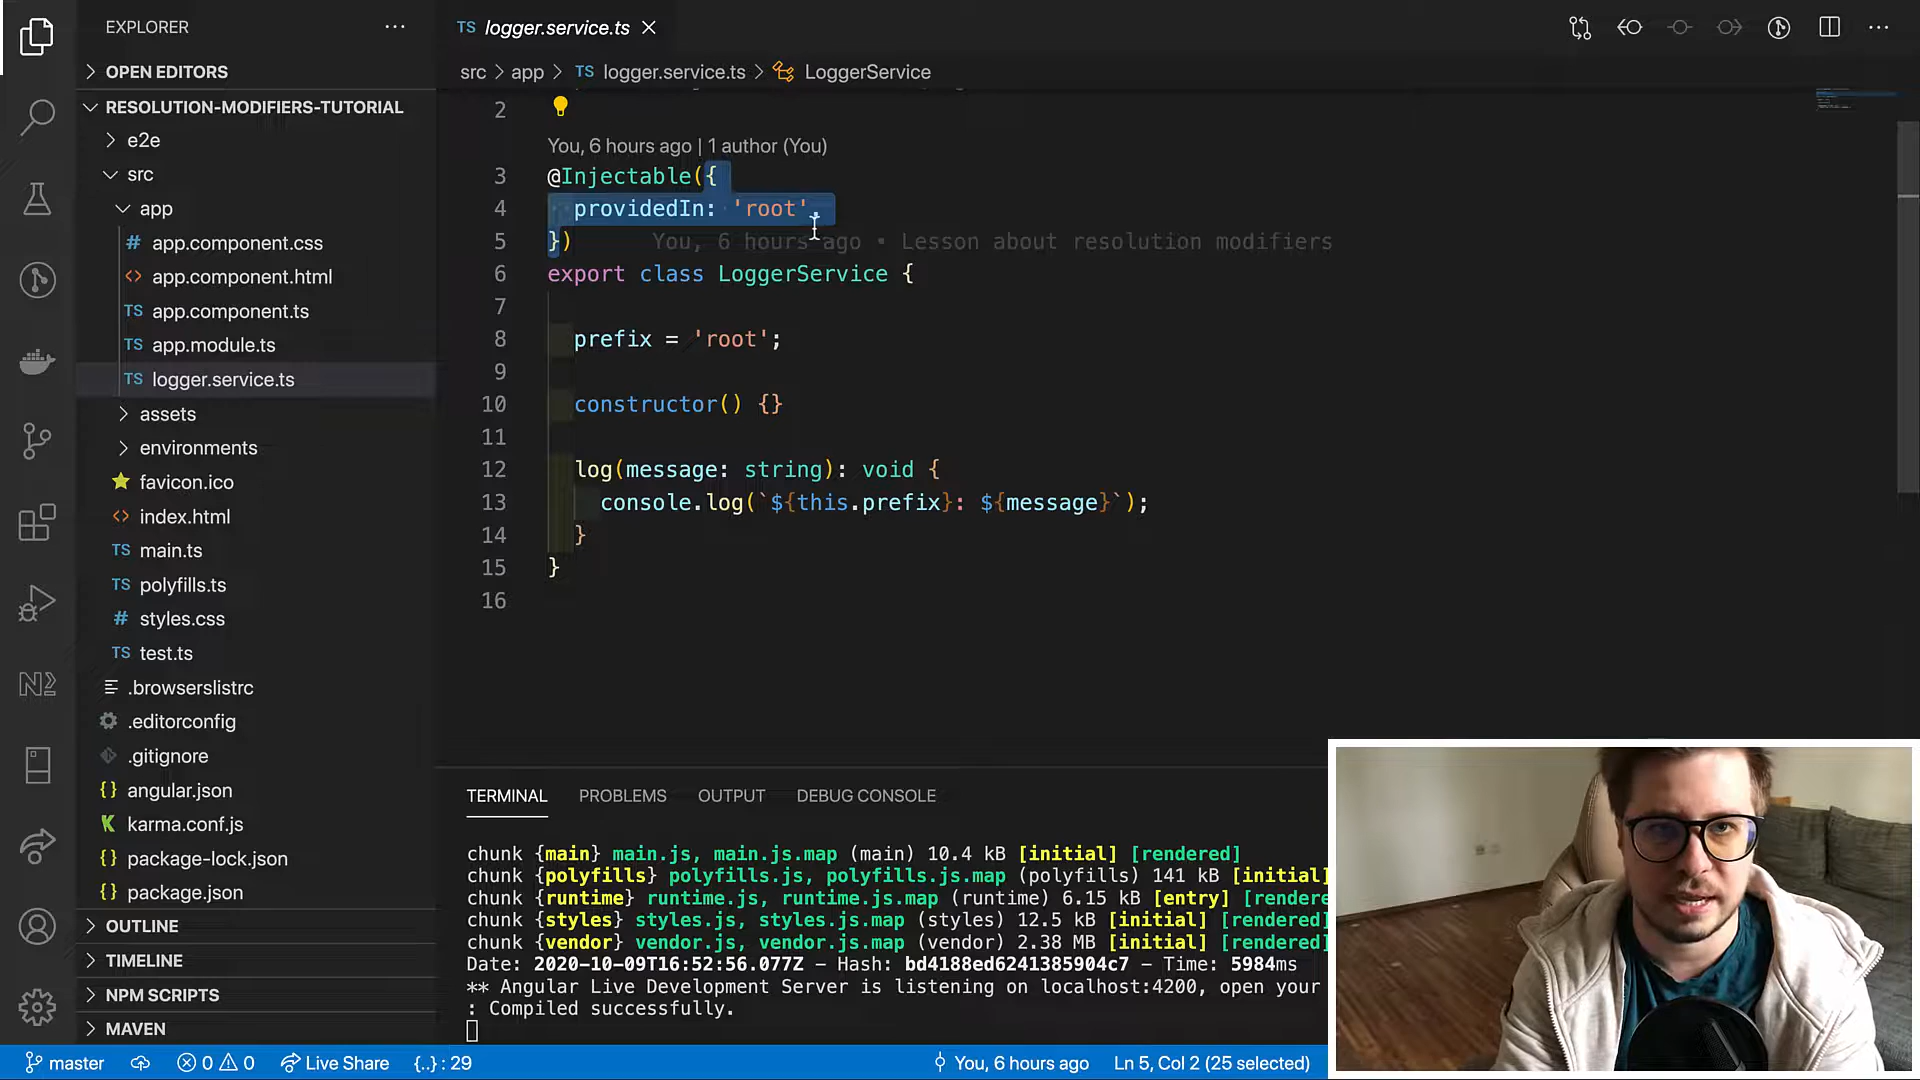 EXPLORER
OPEN EDITORS
RESOLUTION-MODIFIERS-TUTORIAL
e2e
src
app
app.component.css
app.component.html
TS app.component.ts
TS app.module.ts
TS logger.service.ts
assets
environments
favicon.ico
index.html
TS main.ts
TS polyfills.ts
# styles.css
TS test.ts
.browserslistrc
.editorconfig
.gitignore
angular.json
karma.conf.js
package-lock.json
package.json
OUTLINE
TIMELINE
NPM SCRIPTS
MAVEN
TS logger.service.ts
src > app > TS logger.service.ts > LoggerService
2
You, 6 hours ago | 1 author (You)
3 @Injectable({
4 providedIn: 'root',
5 }) You, 6 hours ago • Lesson about resolution modifiers
6 export class LoggerService {
7
8 prefix = 'root';
9
10 constructor() {}
11
12 log(message: string): void {
13 console.log(`${this.prefix}: ${message}`);
14 }
15 }
16
TERMINAL PROBLEMS OUTPUT DEBUG CONSOLE
chunk {main} main.js, main.js.map (main) 10.4 kB [initial] [rendered]
chunk {polyfills} polyfills.js, polyfills.js.map (polyfills) 141 kB [initial]
chunk {runtime} runtime.js, runtime.js.map (runtime) 6.15 kB [entry] [rendere
chunk {styles} styles.js, styles.js.map (styles) 12.5 kB [initial] [rendered]
chunk {vendor} vendor.js, vendor.js.map (vendor) 2.38 MB [initial] [rendered]
Date: 2020-10-09T16:52:56.077Z - Hash: bd4188ed6241385904c7 - Time: 5984ms
** Angular Live Development Server is listening on localhost:4200, open your
: Compiled successfully.
master 0 0 Live Share {..} : 29 You, 6 hours ago Ln 5, Col 2 (25 selected)